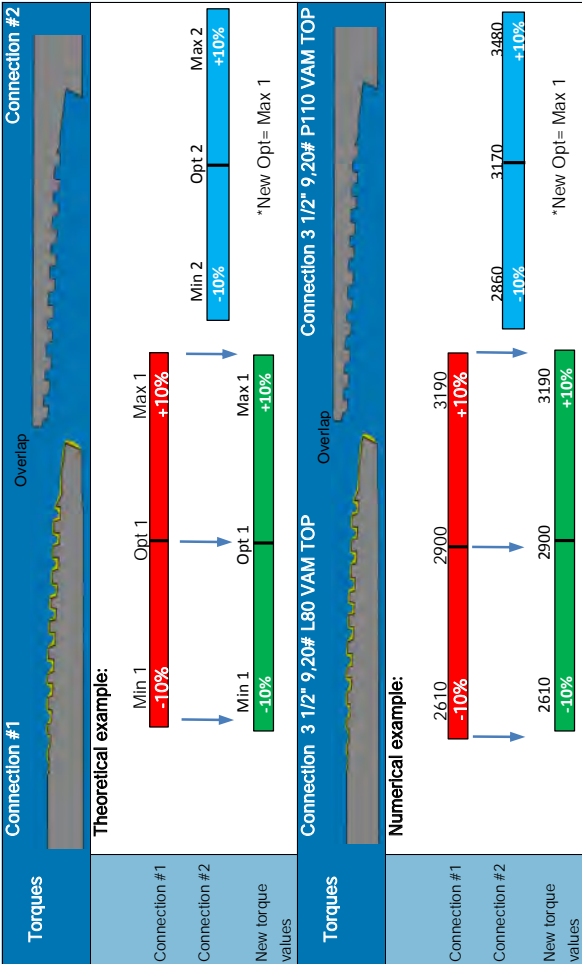 Torques
Connection #1
Connection #2
Overlap
Theoretical example:
Connection #1
Min 1
Opt 1
Max 1
-10%
+10%
Connection #2
Min 2
Opt 2
Max 2
-10%
+10%
New torque
values
Min 1
Opt 1
Max 1
-10%
+10%
*New Opt= Max 1
Torques
Connection 3 1/2" 9,20# L80 VAM TOP
Connection 3 1/2" 9,20# P110 VAM TOP
Overlap
Numerical example:
Connection #1
2610
2900
3190
-10%
+10%
Connection #2
2860
3170
3480
-10%
+10%
New torque
values
2610
2900
3190
-10%
+10%
*New Opt= Max 1